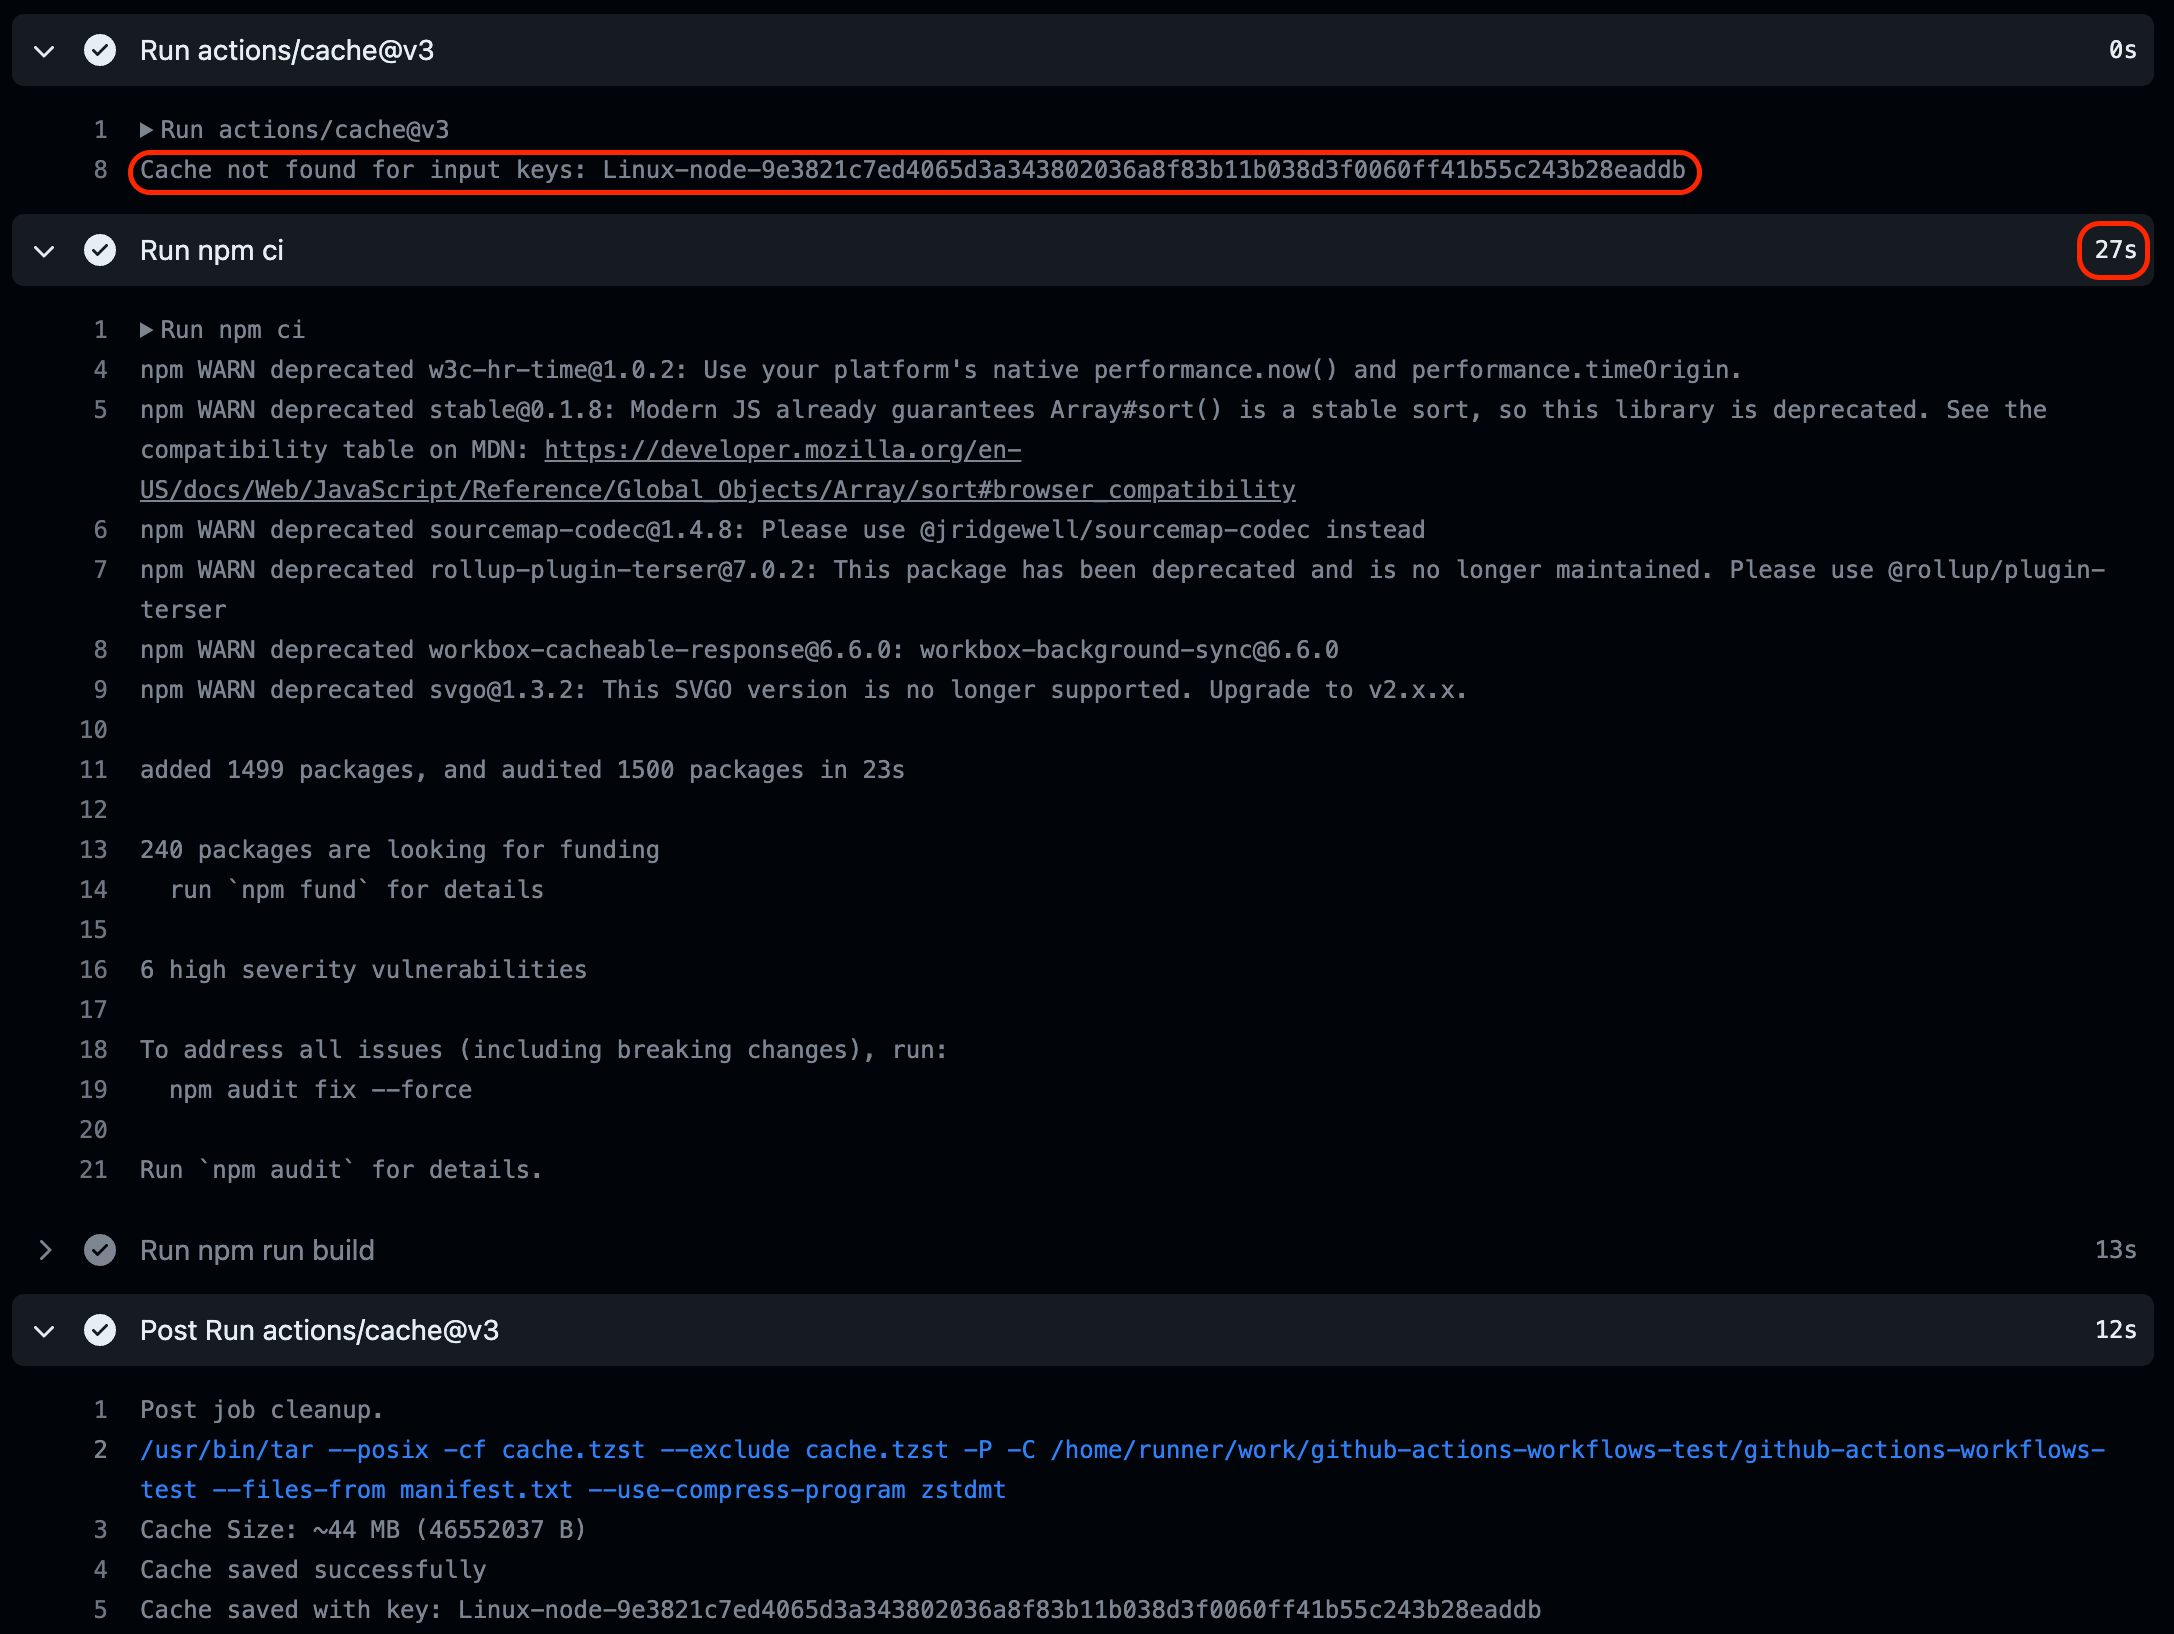 Run actions/cache@v3 0s
1 Run actions/cache@v3
8 Cache not found for input keys: Linux-node-9e3821c7ed4065d3a343802036a8f83b11b038d3f0060ff41b55c243b28eaddb
Run npm ci 27s
1 Run npm ci
4 npm WARN deprecated w3c-hr-time@1.0.2: Use your platform's native performance.now() and performance.timeOrigin.
5 npm WARN deprecated stable@0.1.8: Modern JS already guarantees Array#sort() is a stable sort, so this library is deprecated. See the
compatibility table on MDN: https://developer.mozilla.org/en-
US/docs/Web/JavaScript/Reference/Global_Objects/Array/sort#browser_compatibility
6 npm WARN deprecated sourcemap-codec@1.4.8: Please use @jridgewell/sourcemap-codec instead
7 npm WARN deprecated rollup-plugin-terser@7.0.2: This package has been deprecated and is no longer maintained. Please use @rollup/plugin-
terser
8 npm WARN deprecated workbox-cacheable-response@6.6.0: workbox-background-sync@6.6.0
9 npm WARN deprecated svgo@1.3.2: This SVGO version is no longer supported. Upgrade to v2.x.x.
10
11 added 1499 packages, and audited 1500 packages in 23s
12
13 240 packages are looking for funding
14 run `npm fund` for details
15
16 6 high severity vulnerabilities
17
18 To address all issues (including breaking changes), run:
19 npm audit fix --force
20
21 Run `npm audit` for details.
Run npm run build 13s
Post Run actions/cache@v3 12s
1 Post job cleanup.
2 /usr/bin/tar --posix -cf cache.tzst --exclude cache.tzst -P -C /home/runner/work/github-actions-workflows-test/github-actions-workflows-
test --files-from manifest.txt --use-compress-program zstdmt
3 Cache Size: ~44 MB (46552037 B)
4 Cache saved successfully
5 Cache saved with key: Linux-node-9e3821c7ed4065d3a343802036a8f83b11b038d3f0060ff41b55c243b28eaddb